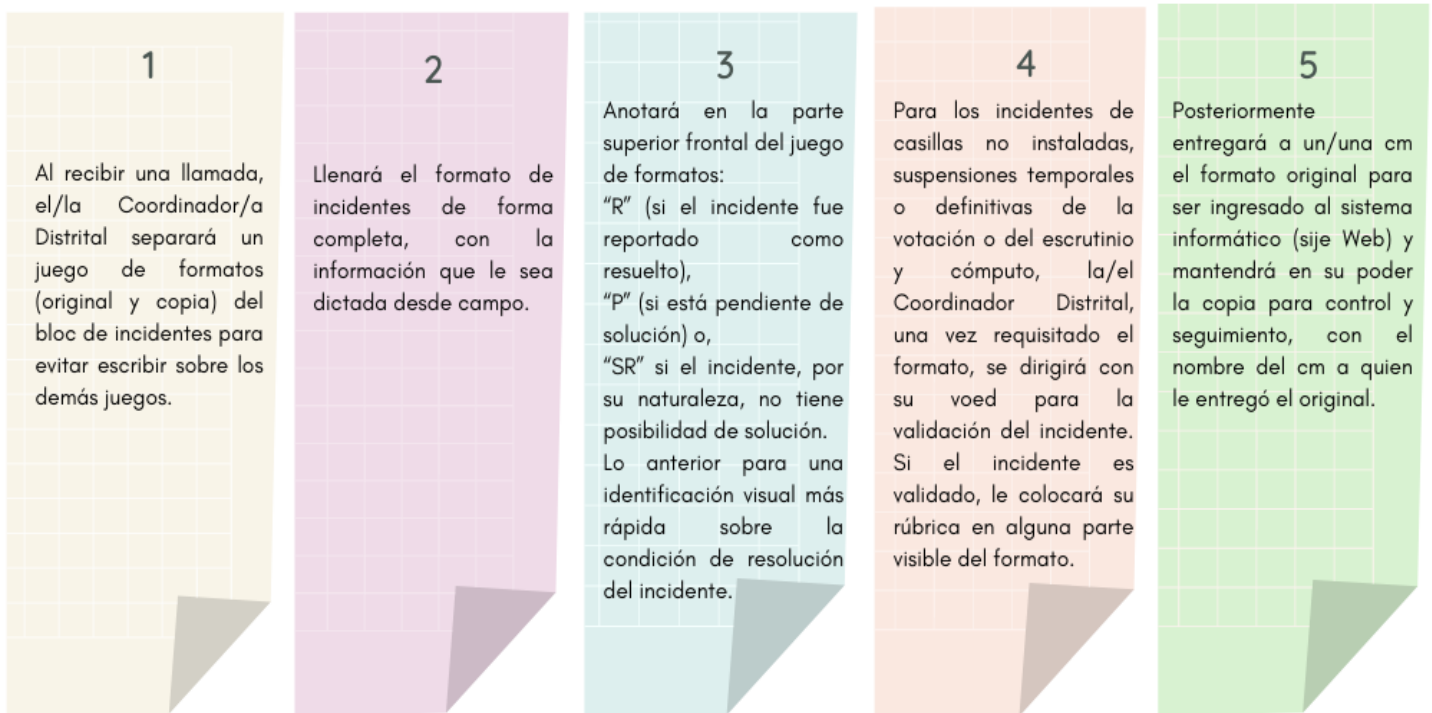 1
Al recibir una llamada,
el/la Coordinador/a
Distrital separará un
juego de formatos
(original y copia) del
bloc de incidentes para
evitar escribir sobre los
demás juegos.
2
Llenará el formato de
incidentes de forma
completa, con la
información que le sea
dictada desde campo.
3
Anotará en la parte
superior frontal del juego
de formatos:
“R” (si el incidente fue
reportado como
resuelto),
“P” (si está pendiente de
solución) o,
“SR” si el incidente, por
su naturaleza, no tiene
posibilidad de solución.
Lo anterior para una
identificación visual más
rápida sobre la
condición de resolución
del incidente.
4
Para los incidentes de
casillas no instaladas,
suspensiones temporales
o definitivas de la
votación o del escrutinio
y cómputo, la/el
Coordinador Distrital,
una vez requisitado el
formato, se dirigirá con
su voed para la
validación del incidente.
Si el incidente es
validado, le colocará su
rúbrica en alguna parte
visible del formato.
5
Posteriormente
entregará a un/una cm
el formato original para
ser ingresado al sistema
informático (sije Web) y
mantendrá en su poder
la copia para control y
seguimiento, con el
nombre del cm a quien
le entregó el original.